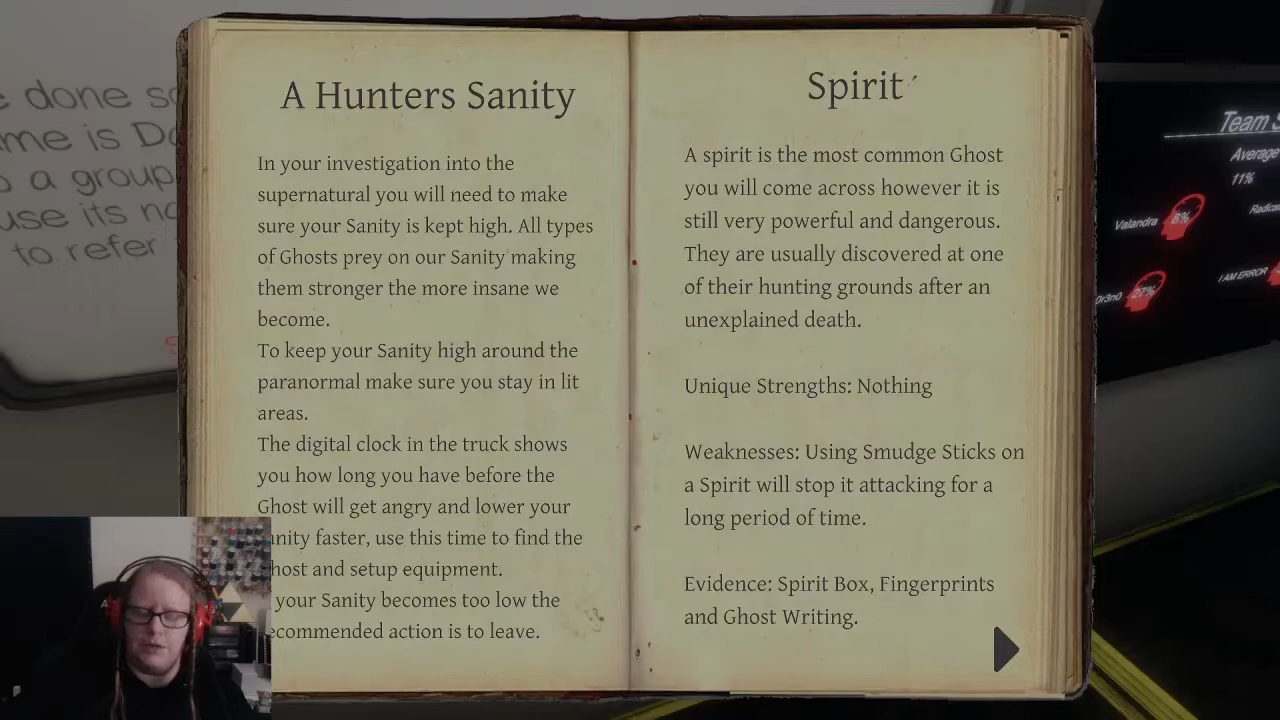 A Hunters Sanity
In your investigation into the
supernatural you will need to make
sure your Sanity is kept high. All types
of Ghosts prey on our Sanity making
them stronger the more insane we
become.
To keep your Sanity high around the
paranormal make sure you stay in lit
areas.
The digital clock in the truck shows
you how long you have before the
Ghost will get angry and lower your
anity faster, use this time to find the
host and setup equipment.
your Sanity becomes too low the
ecommended action is to leave.
Spirit
A spirit is the most common Ghost
you will come across however it is
still very powerful and dangerous.
They are usually discovered at one
of their hunting grounds after an
unexplained death.
Unique Strengths: Nothing
Weaknesses: Using Smudge Sticks on
a Spirit will stop it attacking for a
long period of time.
Evidence: Spirit Box, Fingerprints
and Ghost Writing.
e done
me is
a group
use its
to refer
Team
Average
11%
Valandra 8%
27%
I AM ERROR